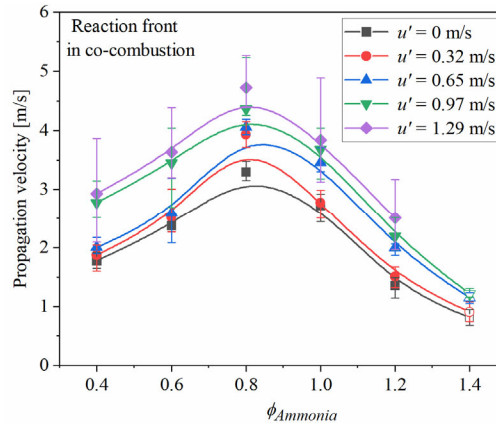 Reaction front
in co-combustion
u' = 0 m/s
u' = 0.32 m/s
u' = 0.65 m/s
u' = 0.97 m/s
u' = 1.29 m/s
Propagation velocity [m/s]
6
5
4
3
2
1
0
0.4 0.6 0.8 1.0 1.2 1.4
ϕAmmonia